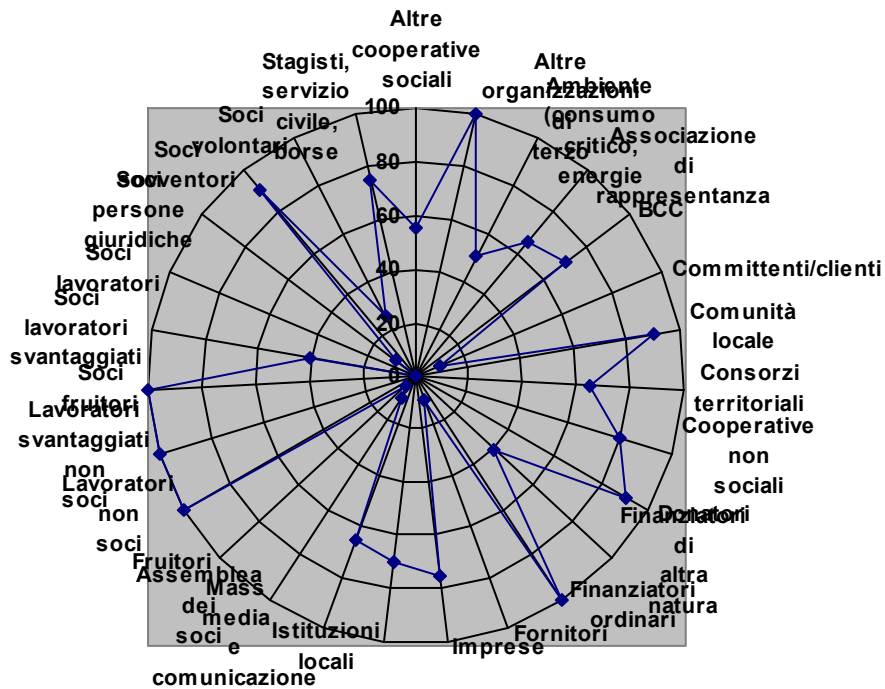 Altre
cooperative
sociali
Altre
organizzazioni
di
terzo
Ambiente
(consumo
critico,
energie
Associazione
di
rappresentanza
BCC
Committenti/clienti
Comunità
locale
Consorzi
territoriali
Cooperative
non
sociali
Donatori
Finanziatori
di
altra
natura
Finanziatori
ordinari
Fornitori
Imprese
Istituzioni
locali
Mass
media
e
comunicazione
Assemblea
dei
soci
Fruitori
Lavoratori
non
soci
Lavoratori
svantaggiati
non
soci
Soci
fruitori
Soci
lavoratori
svantaggiati
Soci
lavoratori
Soci
persone
giuridiche
Soci
sovventori
Soci
volontari
Stagisti,
servizio
civile,
borse
100
80
60
40
20
0